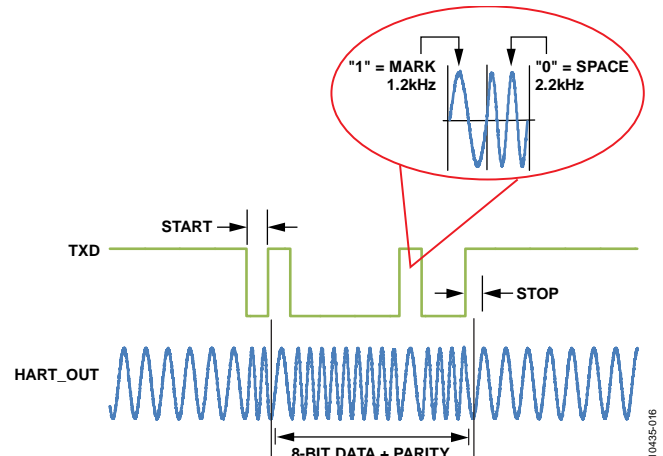 "1" = MARK
1.2kHz
"0" = SPACE
2.2kHz
START
TXD
STOP
HART_OUT
8-BIT DATA + PARITY
10435-016